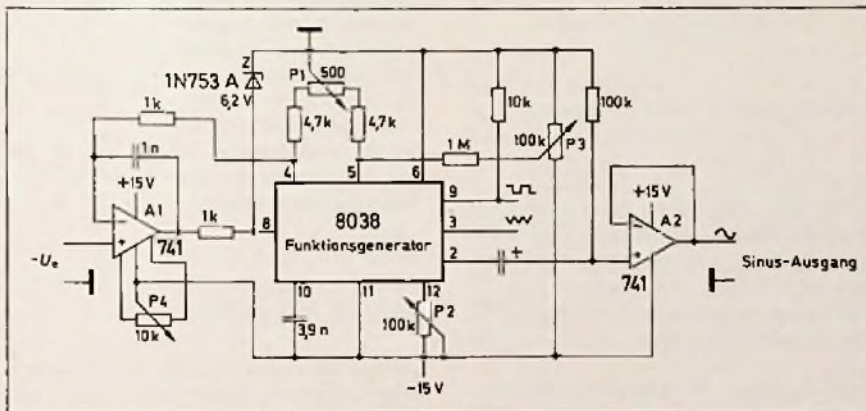 1N753 A
Z
6,2 V
P1
500
1k
1n
4,7k
4,7k
10k
100k
1M
100k
P3
+15V
A1
741
-Ue
P4
10k
1k
4
5
6
8
9
3
2
10
11
12
8038
Funktionsgenerator
3,9n
100k
P2
-15V
+
+15V
A2
741
Sinus-Ausgang